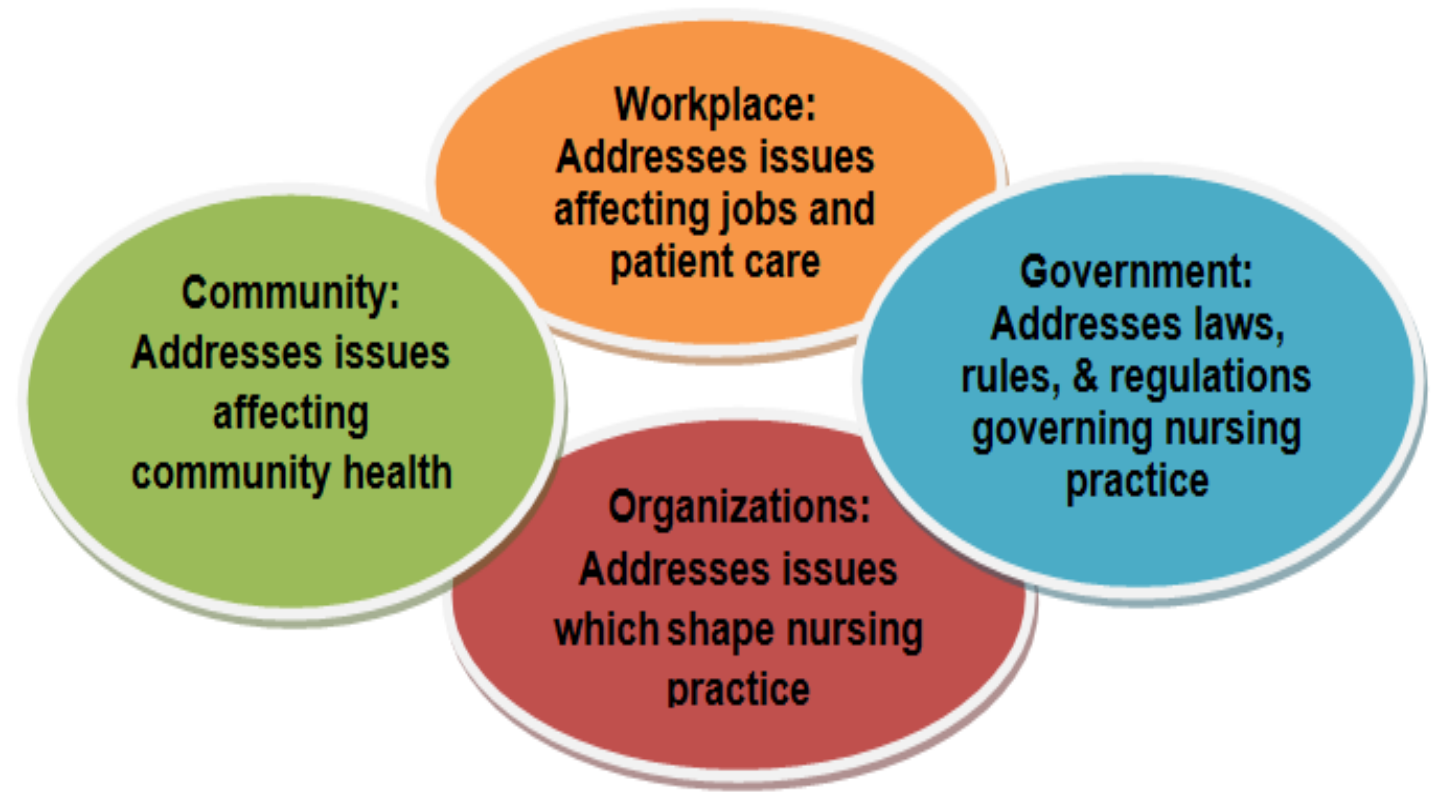 Workplace:
Addresses issues
affecting jobs and
patient care
Community:
Addresses issues
affecting
community health
Government:
Addresses laws,
rules, & regulations
governing nursing
practice
Organizations:
Addresses issues
which shape nursing
practice